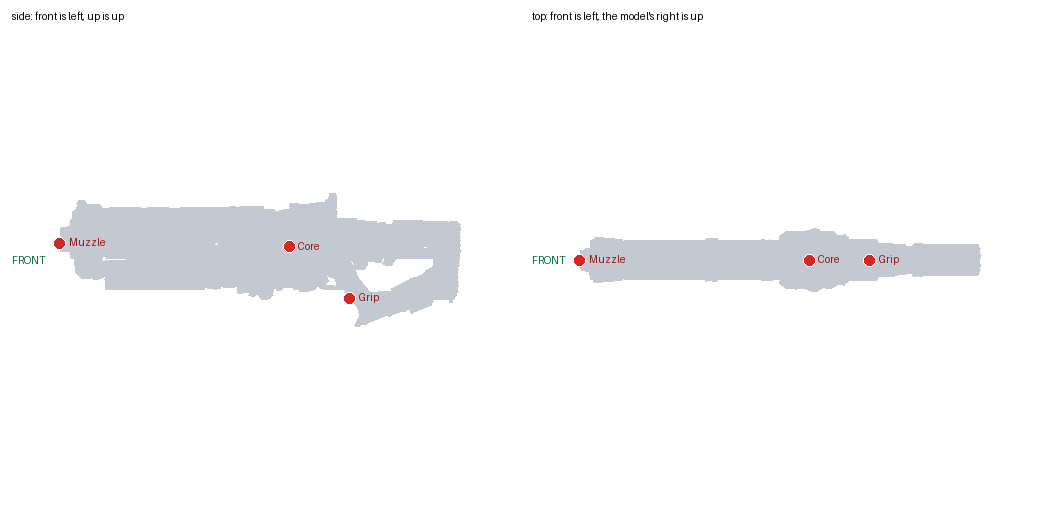 side: front is left, up is up
top: front is left, the model's right is up
Muzzle
Core
FRONT
Grip
FRONT
Muzzle
Core
Grip